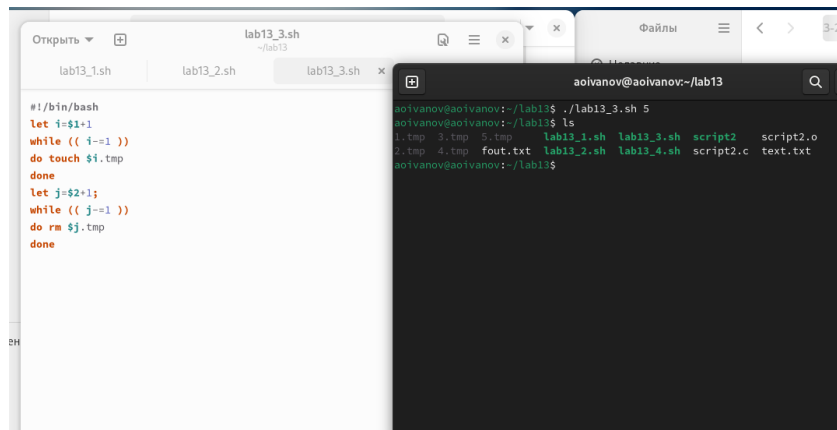 Открыть
lab13_3.sh
~/lab13
lab13_1.sh lab13_2.sh lab13_3.sh ×
#!/bin/bash
let i=$1+1
while (( i-=1 ))
do touch $i.tmp
done
let j=$2+1;
while (( j-=1 ))
do rm $j.tmp
done
Файлы
aoivanov@aoivanov:~/lab13
aoivanov@aoivanov:~/lab13$ ./lab13_3.sh 5
aoivanov@aoivanov:~/lab13$ ls
1.tmp 3.tmp 5.tmp lab13_1.sh lab13_3.sh script2 script2.o
2.tmp 4.tmp fout.txt lab13_2.sh lab13_4.sh script2.c text.txt
aoivanov@aoivanov:~/lab13$